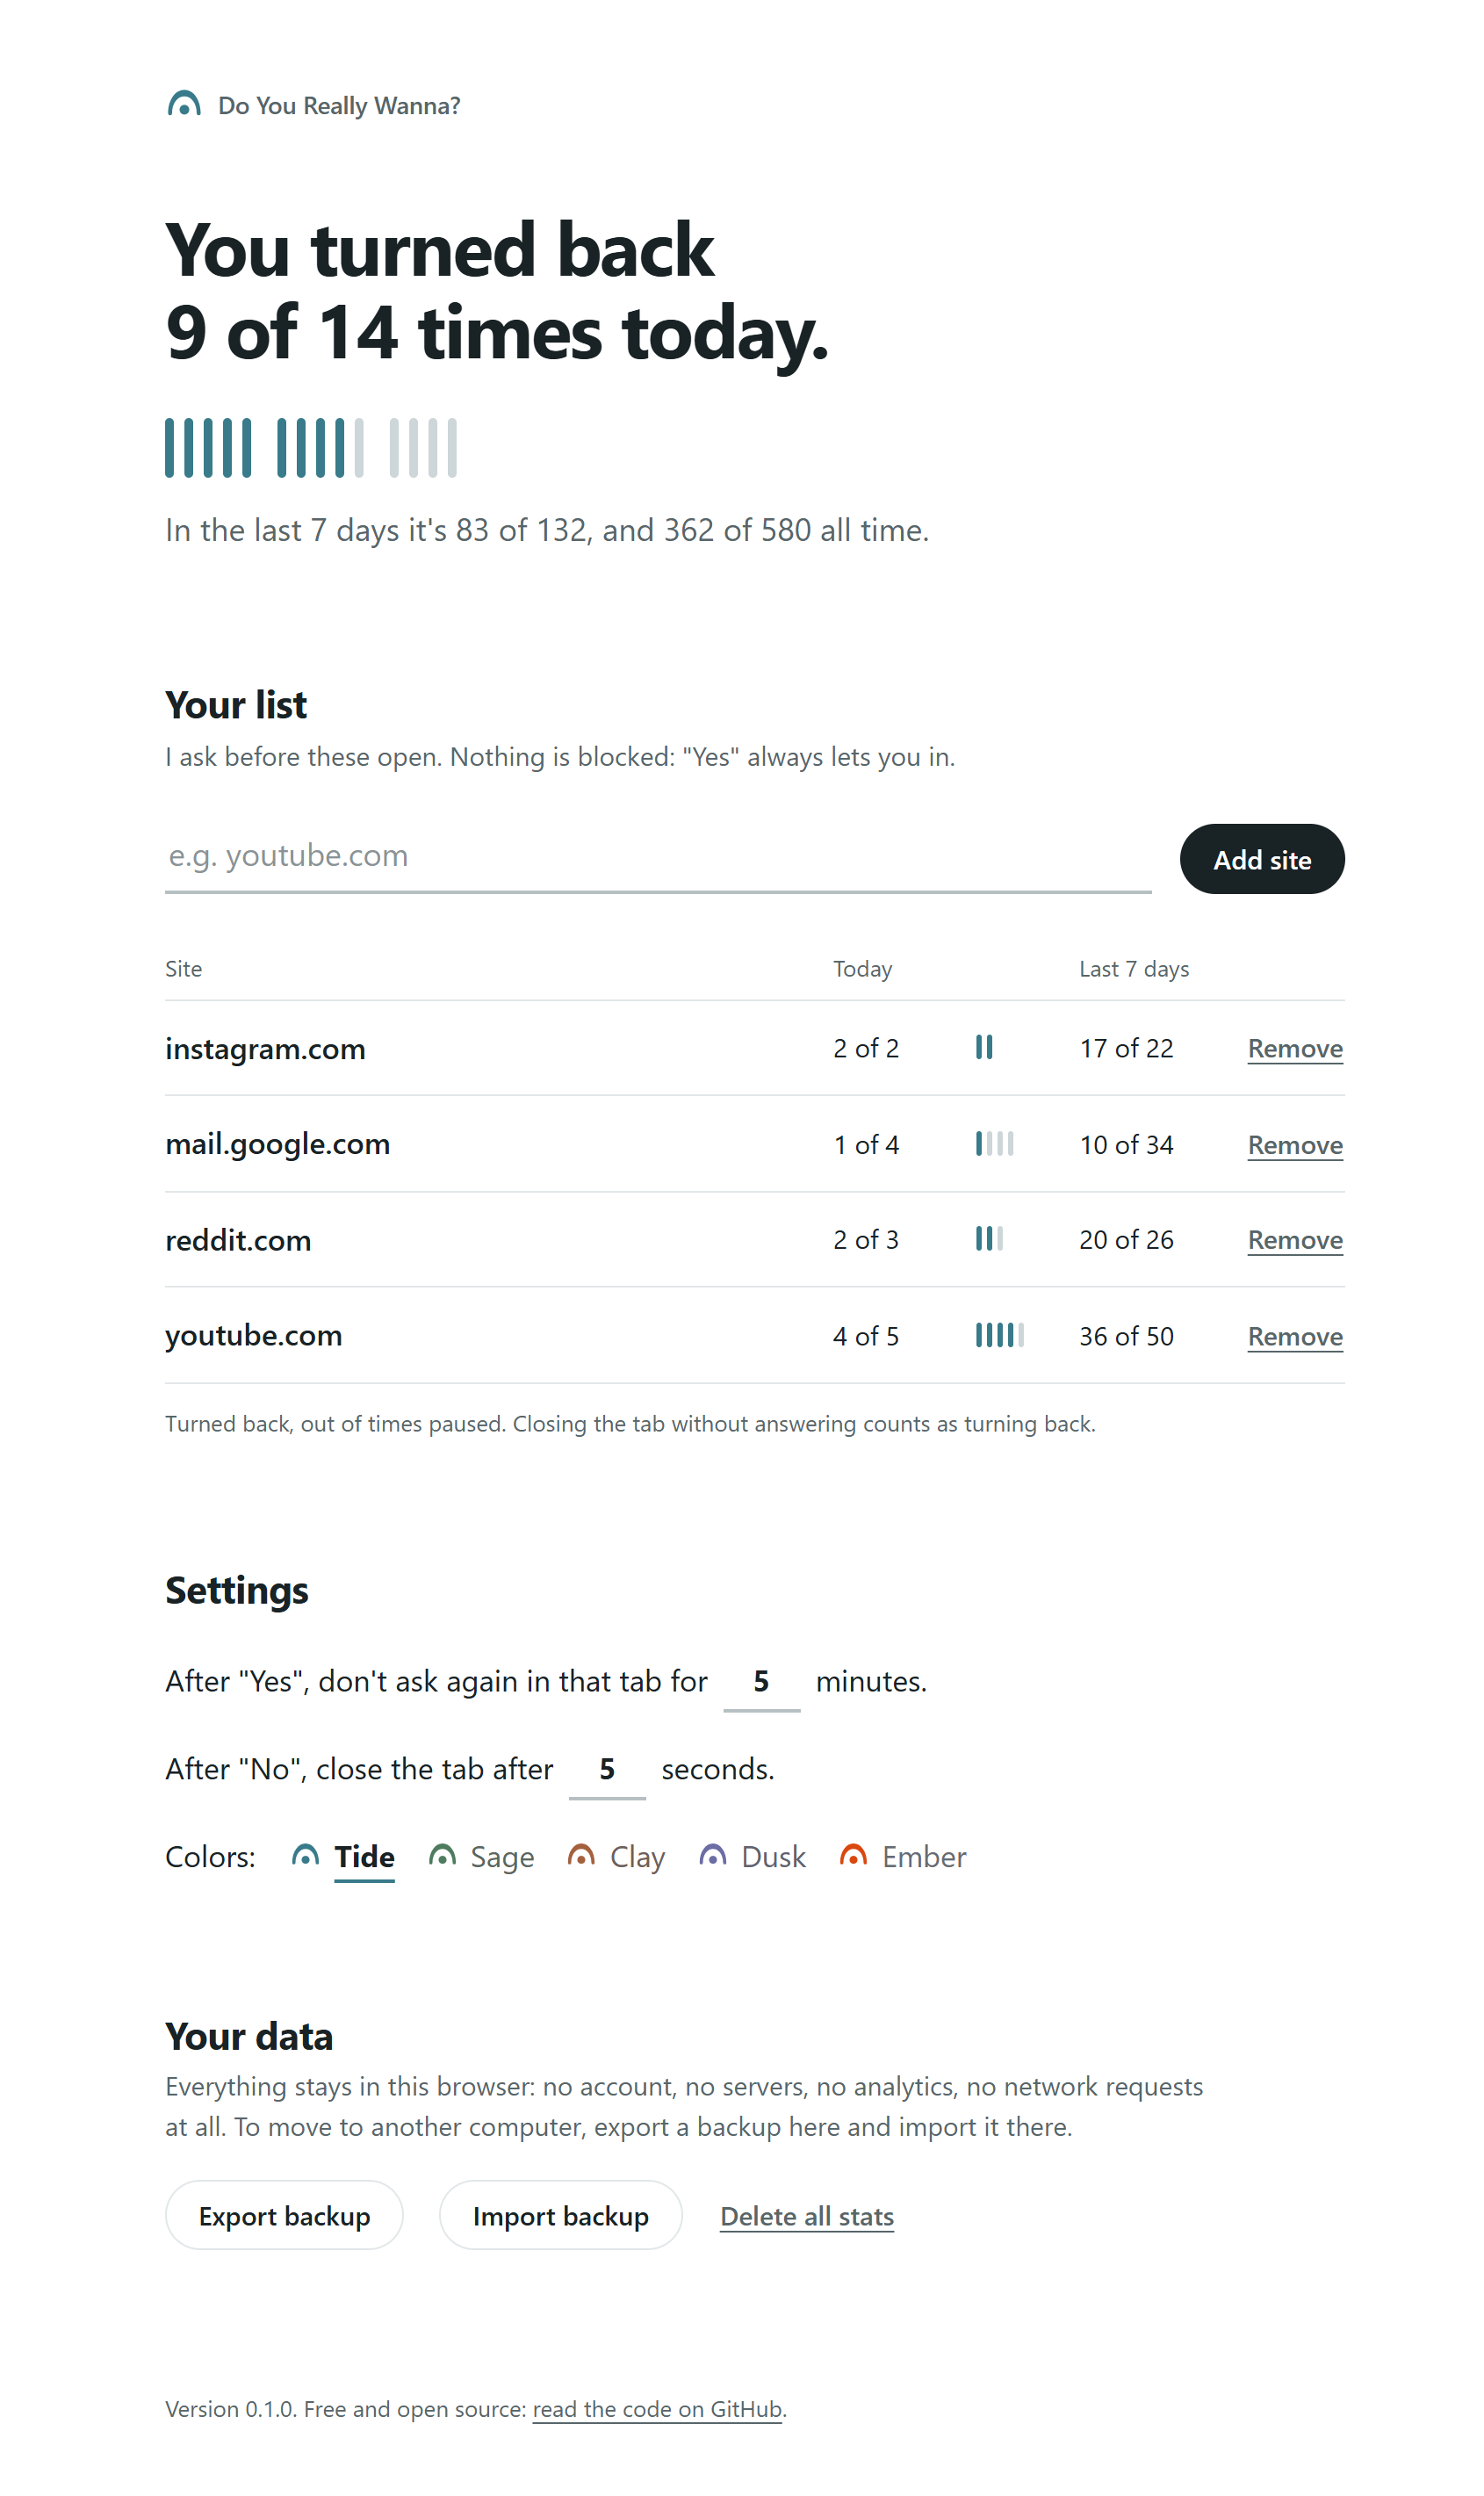 Do You Really Wanna?
You turned back
9 of 14 times today.
In the last 7 days it's 83 of 132, and 362 of 580 all time.
Your list
I ask before these open. Nothing is blocked: "Yes" always lets you in.
e.g. youtube.com Add site
Site Today Last 7 days
instagram.com 2 of 2 17 of 22 Remove
mail.google.com 1 of 4 10 of 34 Remove
reddit.com 2 of 3 20 of 26 Remove
youtube.com 4 of 5 36 of 50 Remove
Turned back, out of times paused. Closing the tab without answering counts as turning back.
Settings
After "Yes", don't ask again in that tab for 5 minutes.
After "No", close the tab after 5 seconds.
Colors: Tide Sage Clay Dusk Ember
Your data
Everything stays in this browser: no account, no servers, no analytics, no network requests
at all. To move to another computer, export a backup here and import it there.
Export backup Import backup Delete all stats
Version 0.1.0. Free and open source: read the code on GitHub.